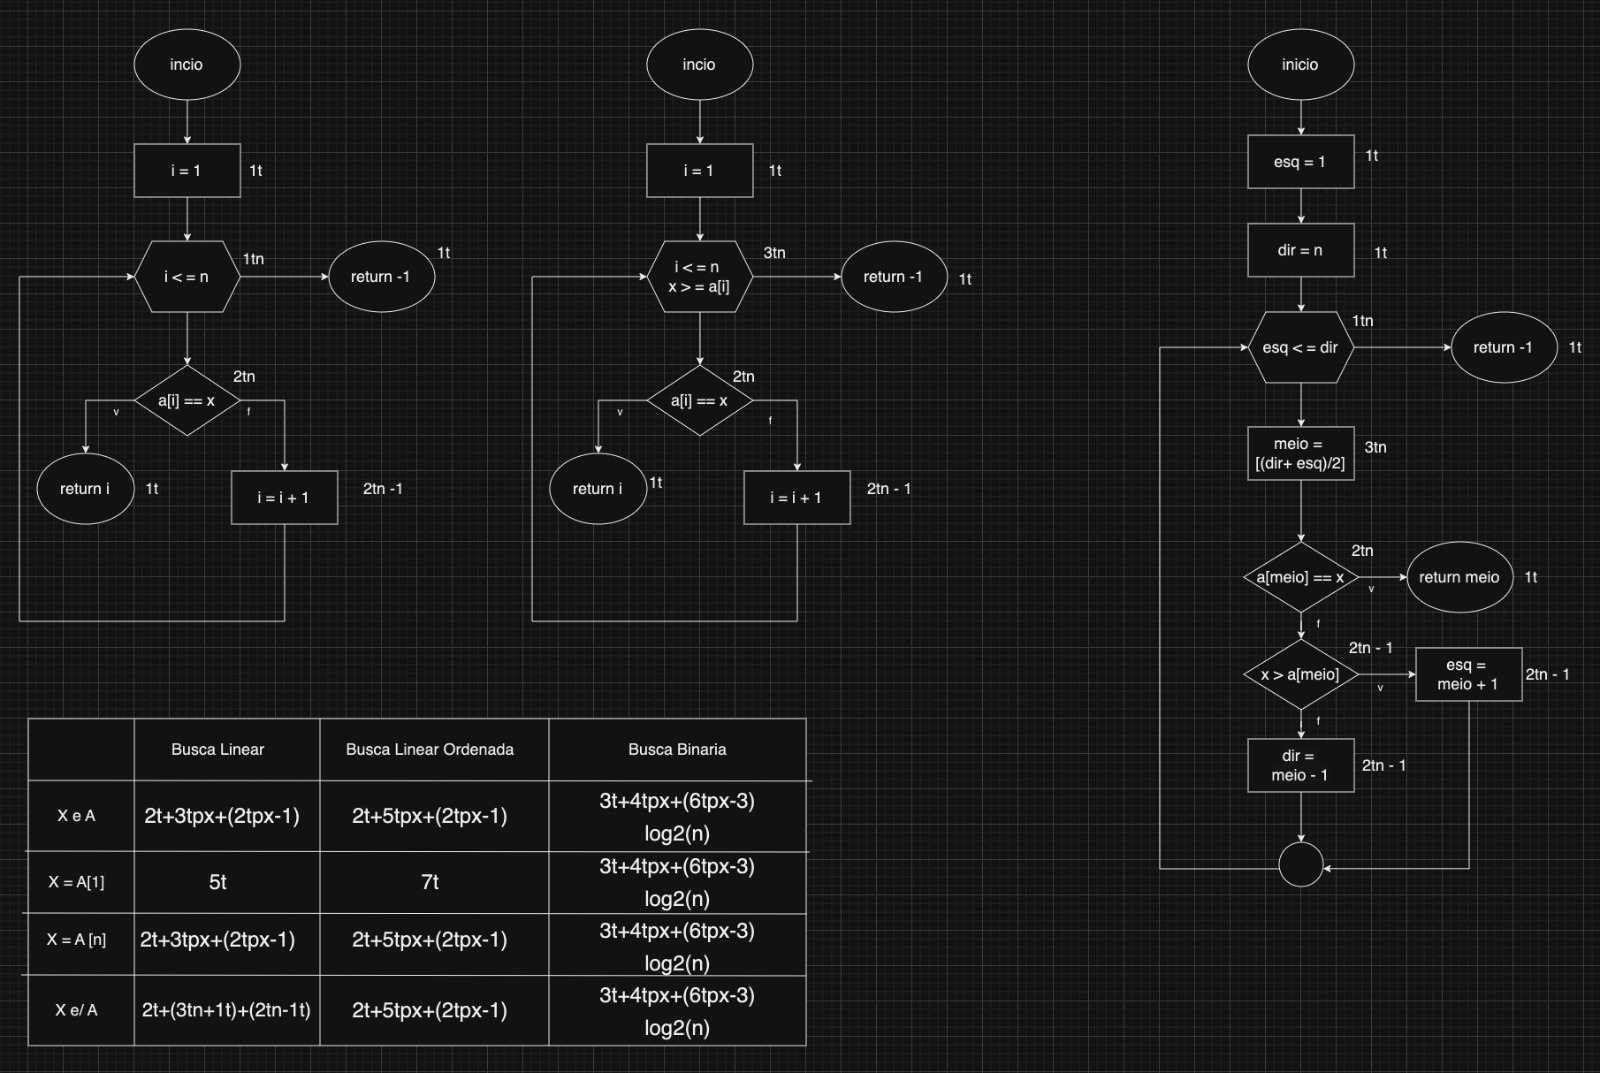 incio
i = 1
1t
i <= n
1tn
return -1
1t
a[i] == x
2tn
v
f
return i
1t
i = i + 1
2tn -1
incio
i = 1
1t
i <= n
x > = a[i]
3tn
return -1
1t
a[i] == x
2tn
v
f
return i
1t
i = i + 1
2tn - 1
inicio
esq = 1
1t
dir = n
1t
esq <= dir
1tn
return -1
1t
meio =
[(dir+ esq)/2]
3tn
a[meio] == x
2tn
v
return meio
1t
f
x > a[meio]
2tn - 1
v
esq =
meio + 1
2tn - 1
f
dir =
meio - 1
2tn - 1
Busca Linear
Busca Linear Ordenada
Busca Binaria
X e A
2t+3tpx+(2tpx-1)
2t+5tpx+(2tpx-1)
3t+4tpx+(6tpx-3)
log2(n)
X = A[1]
5t
7t
3t+4tpx+(6tpx-3)
log2(n)
X = A [n]
2t+3tpx+(2tpx-1)
2t+5tpx+(2tpx-1)
3t+4tpx+(6tpx-3)
log2(n)
X e/ A
2t+(3tn+1t)+(2tn-1t)
2t+5tpx+(2tpx-1)
3t+4tpx+(6tpx-3)
log2(n)